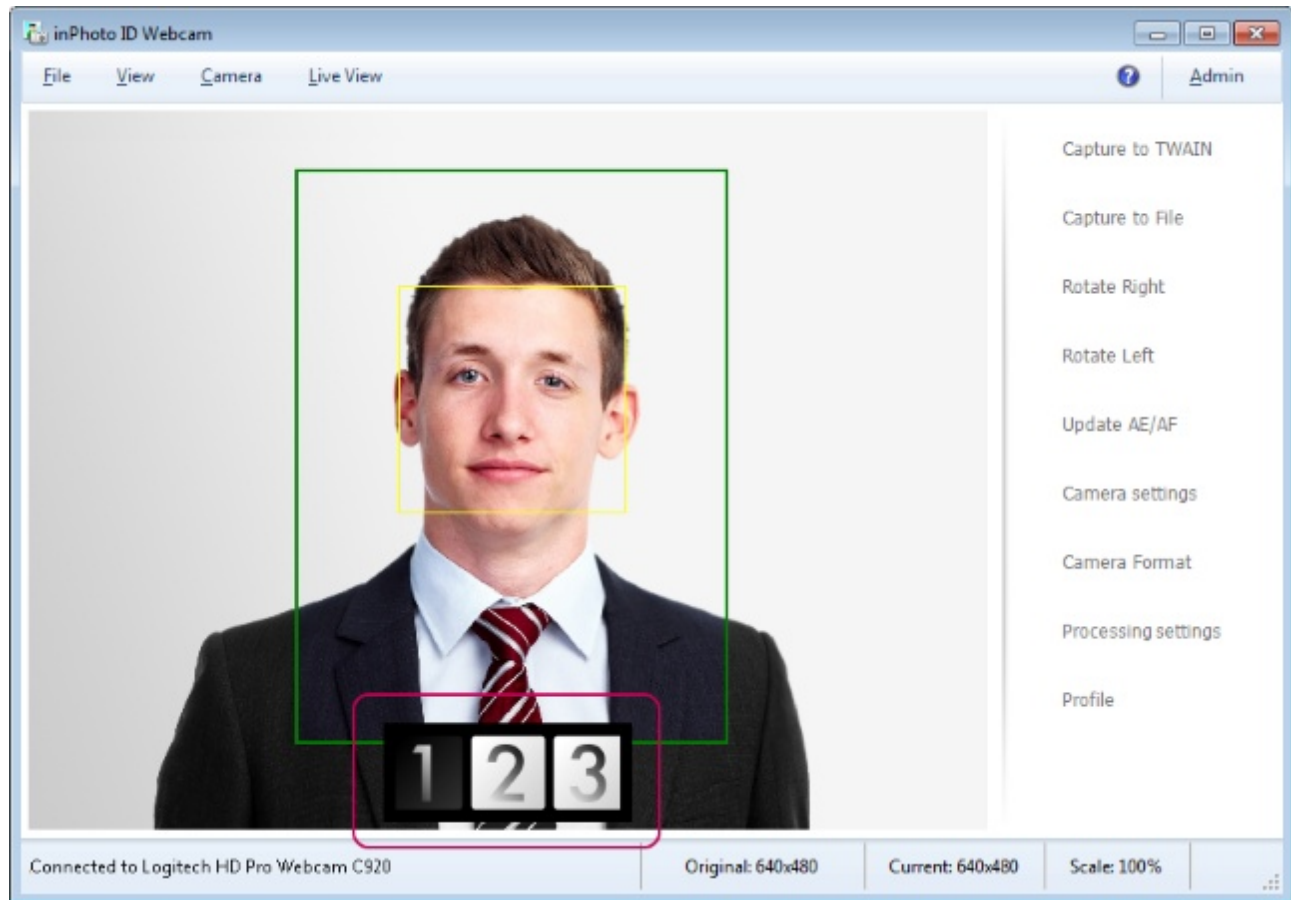 inPhoto ID Webcam
File View Camera Live View Admin
Capture to TWAIN
Capture to File
Rotate Right
Rotate Left
Update AE/AF
Camera settings
Camera Format
Processing settings
Profile
1 2 3
Connected to Logitech HD Pro Webcam C920 Original: 640x480 Current: 640x480 Scale: 100%